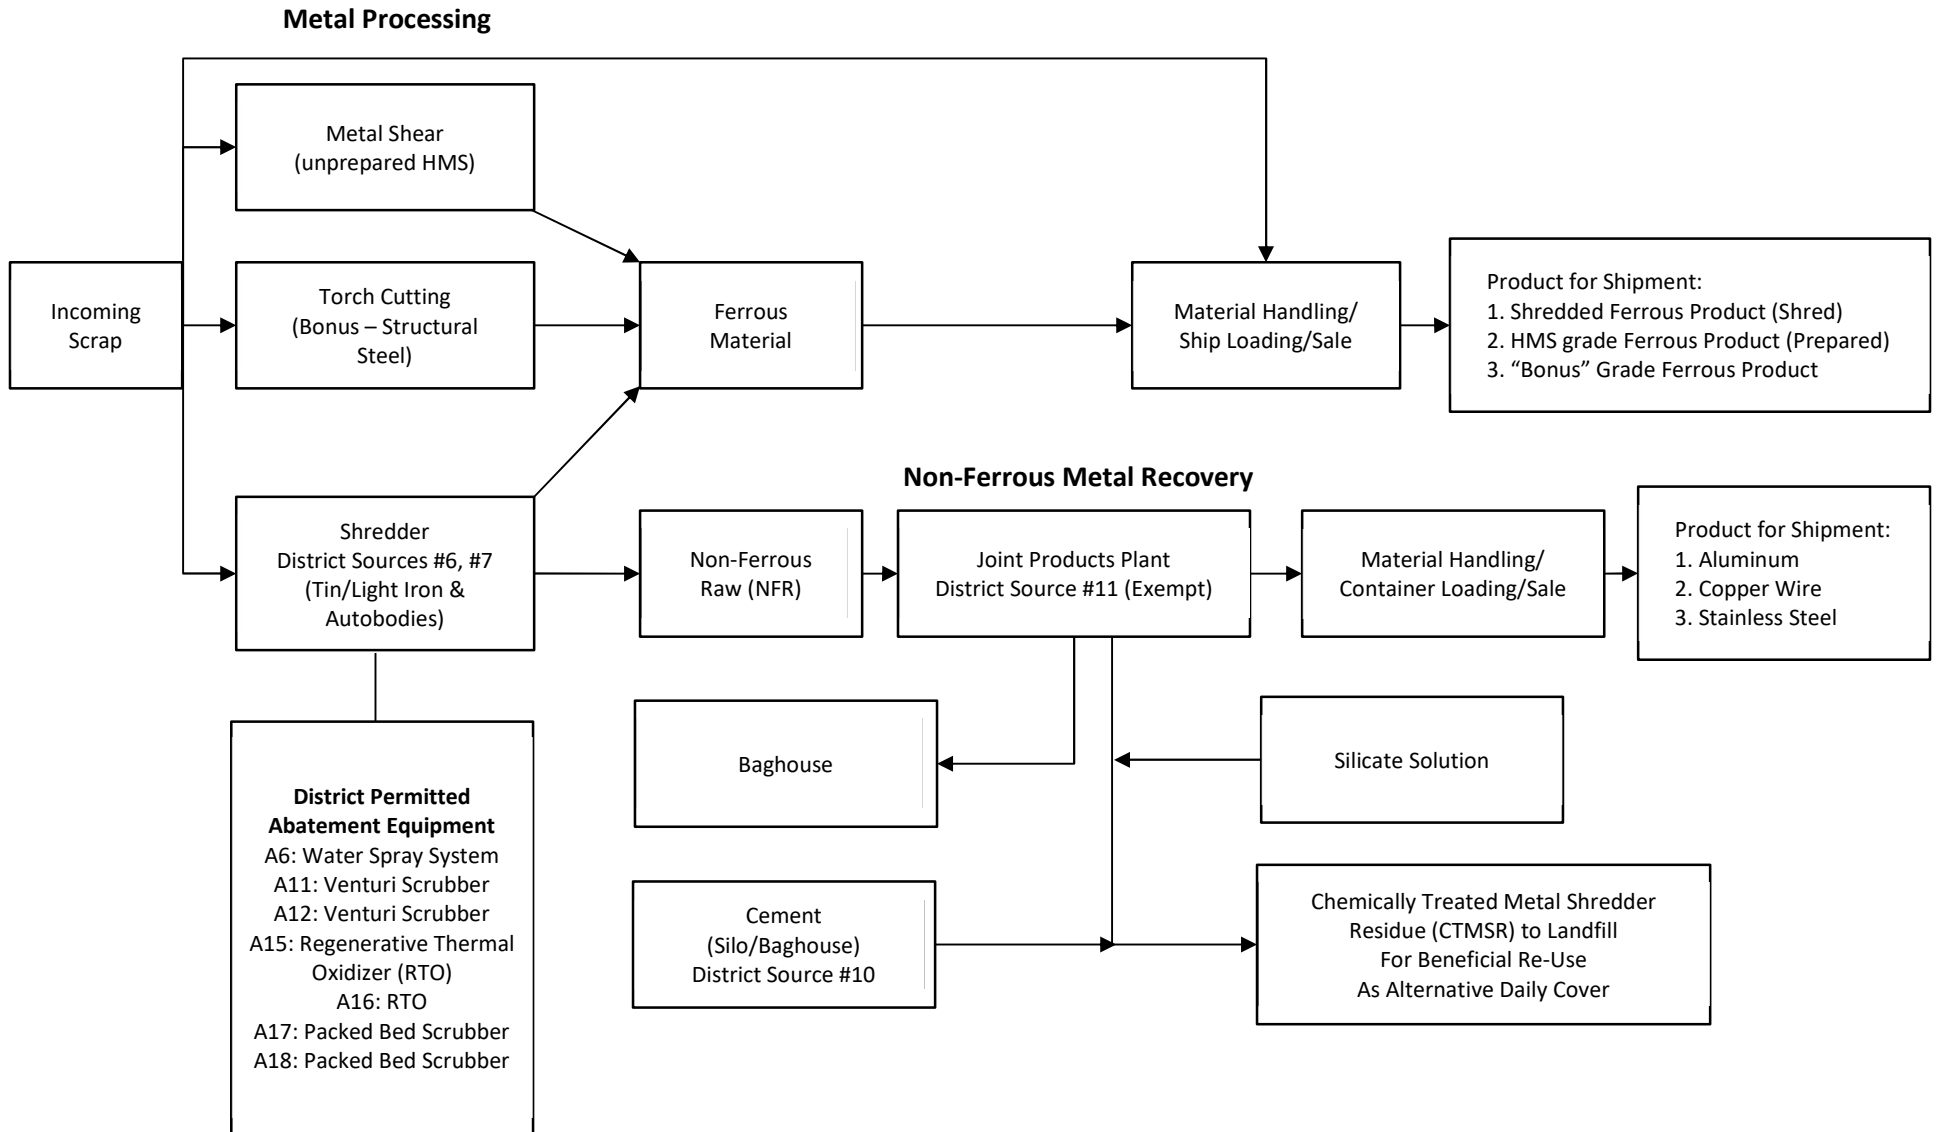 Metal Processing
Metal Shear
(unprepared HMS)
Incoming
Scrap
Torch Cutting
(Bonus – Structural
Steel)
Ferrous
Material
Material Handling/
Ship Loading/Sale
Product for Shipment:
1. Shredded Ferrous Product (Shred)
2. HMS grade Ferrous Product (Prepared)
3. “Bonus” Grade Ferrous Product
Non-Ferrous Metal Recovery
Shredder
District Sources #6, #7
(Tin/Light Iron &
Autobodies)
Non-Ferrous
Raw (NFR)
Joint Products Plant
District Source #11 (Exempt)
Material Handling/
Container Loading/Sale
Product for Shipment:
1. Aluminum
2. Copper Wire
3. Stainless Steel
Baghouse
Silicate Solution
District Permitted
Abatement Equipment
A6: Water Spray System
A11: Venturi Scrubber
A12: Venturi Scrubber
A15: Regenerative Thermal
Oxidizer (RTO)
A16: RTO
A17: Packed Bed Scrubber
A18: Packed Bed Scrubber
Cement
(Silo/Baghouse)
District Source #10
Chemically Treated Metal Shredder
Residue (CTMSR) to Landfill
For Beneficial Re-Use
As Alternative Daily Cover